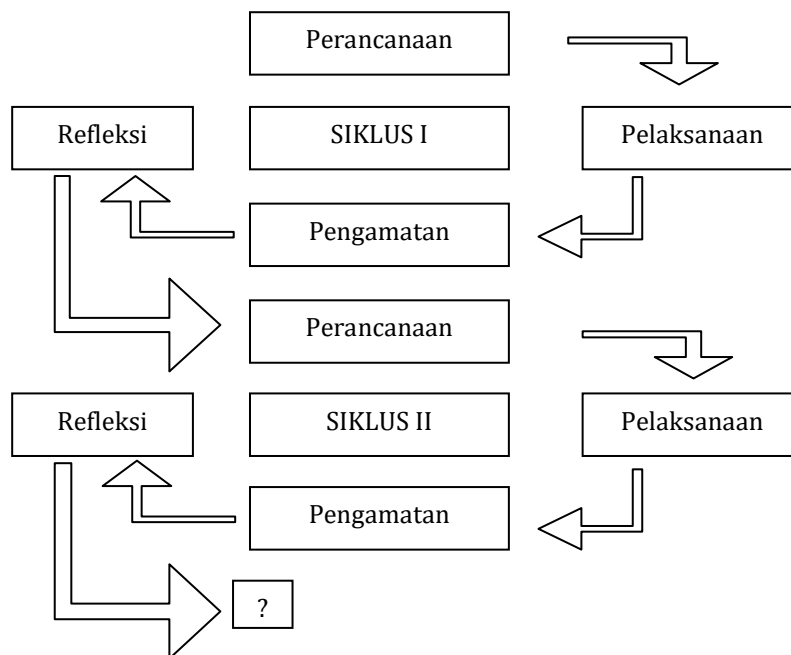 Perancanaan
Refleksi
SIKLUS I
Pelaksanaan
Pengamatan
Perancanaan
Refleksi
SIKLUS II
Pelaksanaan
Pengamatan
?